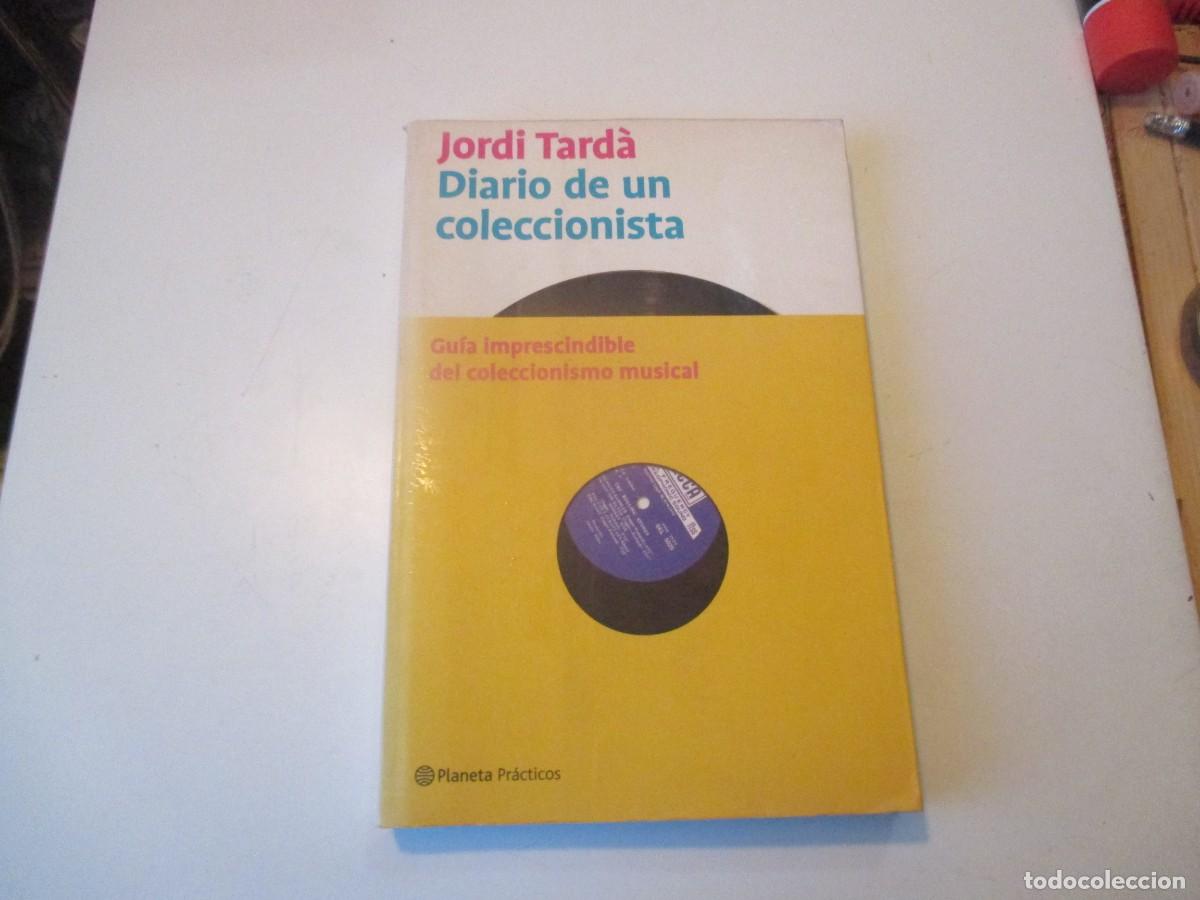 Jordi Tardà
Diario de un
coleccionista
Guía imprescindible
del coleccionismo musical
Planeta Prácticos
todocoleccion